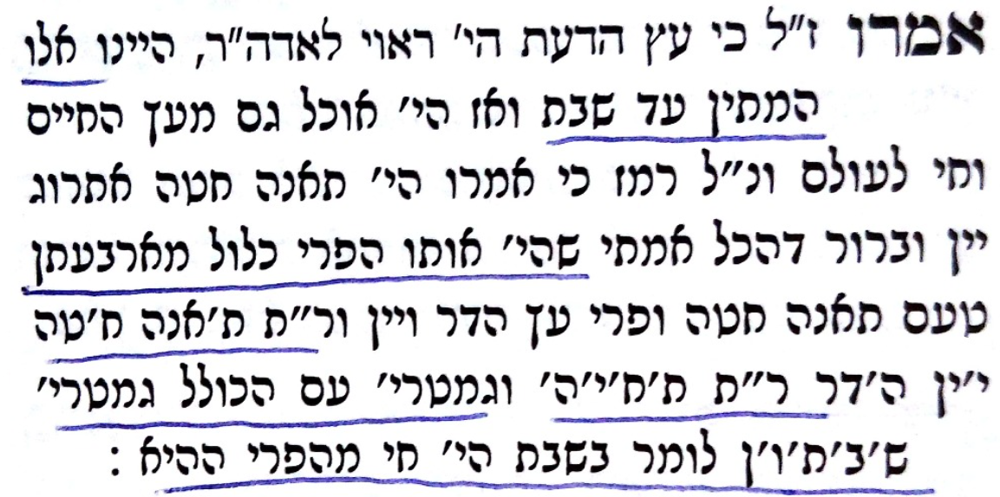 אמרו ז״ל כי עץ הדעת הי׳ ראוי לאדה״ר, היינו אלו
המתין עד שבת ואז הי׳ אוכל גם מעץ החיים
וחי לעולם ונ״ל רמז כי אמרו הי׳ תאנה חטה אתרוג
יין וברור דהכל אמתי שהי׳ אותו הפרי כלול מארבעתן
טעם תאנה חטה ופרי עץ הדר ויין ור״ת ת׳אנה ח׳טה
י׳ין ה׳דר ר״ת ת׳ח׳י׳ה׳ וגמטרי׳ עם הכולל גמטרי׳
ש׳ב׳ת׳ו׳ן לומר בשבת הי׳ חי מהפרי ההיא :